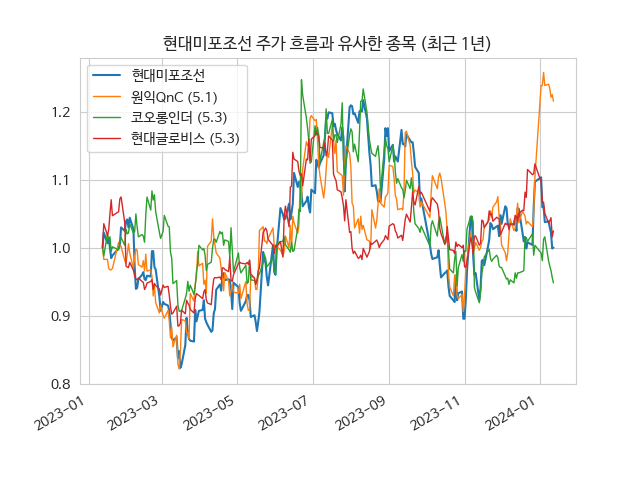 현대미포조선 주가 흐름과 유사한 종목 (최근 1년)
현대미포조선
원익QnC (5.1)
코오롱인더 (5.3)
현대글로비스 (5.3)
1.2
1.1
1.0
0.9
0.8
2023-01
2023-03
2023-05
2023-07
2023-09
2023-11
2024-01